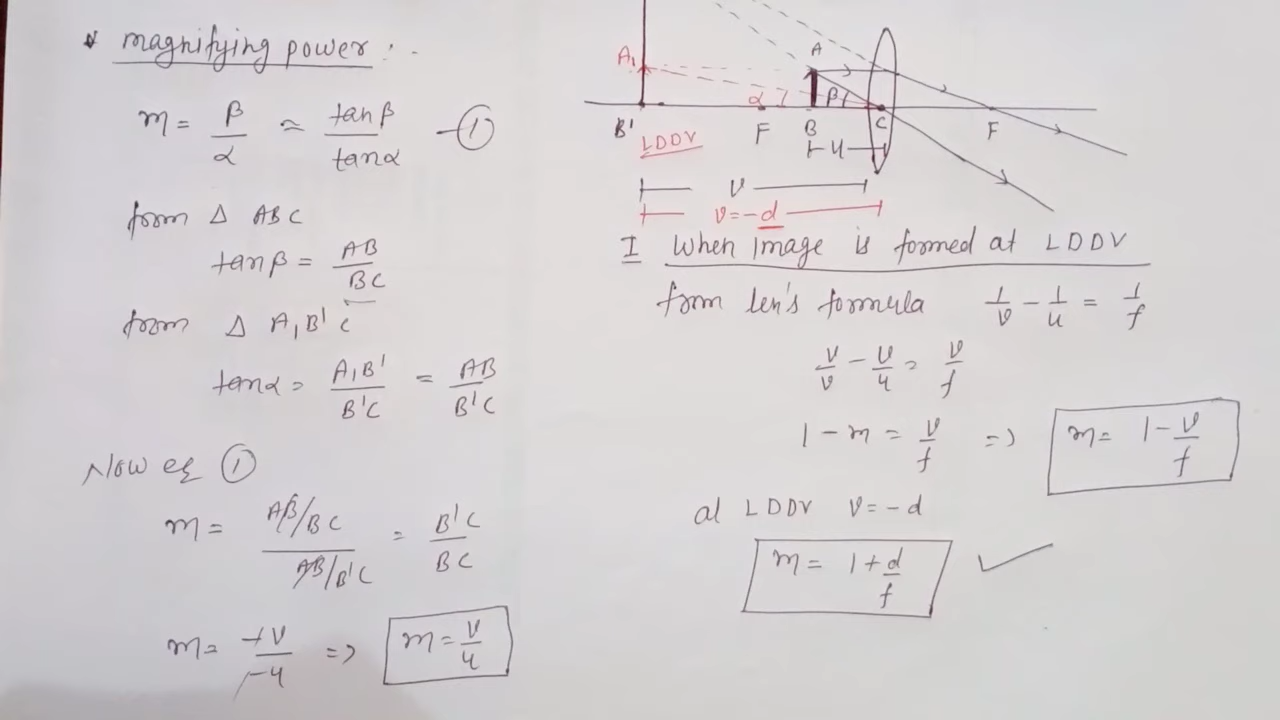 * magnifying power :-
m = β/α ≈ tanβ/tanα —①
form Δ ABC
tanβ = AB/BC
from Δ A₁B'C
tanα = A₁B'/B'C = AB/B'C
Now eq ①
m = AB/BC / AB/B'C = B'C/BC
m = -v/-u => m = v/u
A₁ A
α β
B' F B C F
LDDV
u
v
v = -d
I When image is formed at LDDV
from len's formula 1/v - 1/u = 1/f
v/v - v/u = v/f
1 - m = v/f => m = 1 - v/f
at LDDV v = -d
m = 1 + d/f ✓